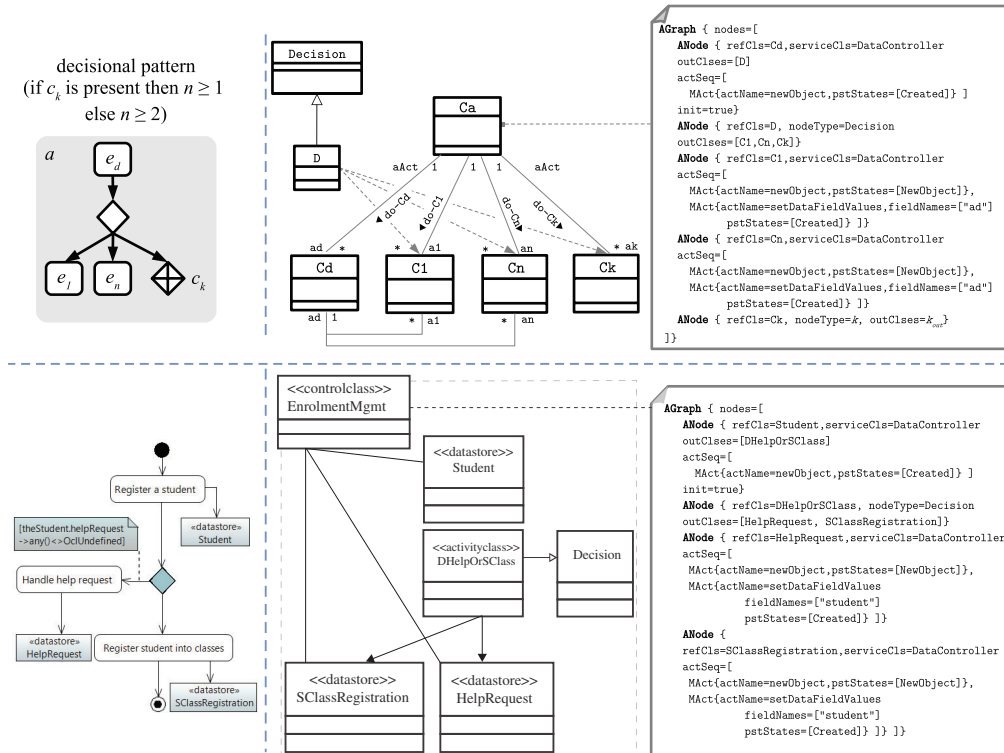 decisional pattern
(if c_k is present then n ≥ 1
else n ≥ 2)
a
e_d
e_l
e_n
c_k
Decision
D
Ca
aAct
1
1
1
aAct
do-Cd
do-C1
do-Cn
do-Ck
ad
*
*
a1
*
an
*
ak
Cd
C1
Cn
Ck
ad
1
*
a1
*
an
AGraph { nodes=[
ANode { refCls=Cd,serviceCls=DataController
outClses=[D]
actSeq=[
MAct{actName=newObject,pstStates=[Created]} ]
init=true}
ANode { refCls=D, nodeType=Decision
outClses=[C1,Cn,Ck]}
ANode { refCls=C1,serviceCls=DataController
actSeq=[
MAct{actName=newObject,pstStates=[NewObject]},
MAct{actName=setDataFieldValues,fieldNames=["ad"]
pstStates=[Created]} ]}
ANode { refCls=Cn,serviceCls=DataController
actSeq=[
MAct{actName=newObject,pstStates=[NewObject]},
MAct{actName=setDataFieldValues,fieldNames=["ad"]
pstStates=[Created]} ]}
ANode { refCls=Ck, nodeType=k, outClses=k_out}
]}
Register a student
«datastore»
Student
[theStudent.helpRequest
->any()<>OclUndefined]
Handle help request
«datastore»
HelpRequest
Register student into classes
«datastore»
SClassRegistration
<<controlclass>>
EnrolmentMgmt
<<datastore>>
Student
<<activityclass>>
DHelpOrSClass
Decision
<<datastore>>
SClassRegistration
<<datastore>>
HelpRequest
AGraph { nodes=[
ANode { refCls=Student,serviceCls=DataController
outClses=[DHelpOrSClass]
actSeq=[
MAct{actName=newObject,pstStates=[Created]} ]
init=true}
ANode { refCls=DHelpOrSClass, nodeType=Decision
outClses=[HelpRequest, SClassRegistration]}
ANode { refCls=HelpRequest,serviceCls=DataController
actSeq=[
MAct{actName=newObject,pstStates=[NewObject]},
MAct{actName=setDataFieldValues
fieldNames=["student"]
pstStates=[Created]} ]}
ANode {
refCls=SClassRegistration,serviceCls=DataController
actSeq=[
MAct{actName=newObject,pstStates=[NewObject]},
MAct{actName=setDataFieldValues
fieldNames=["student"]
pstStates=[Created]} ]} ]}